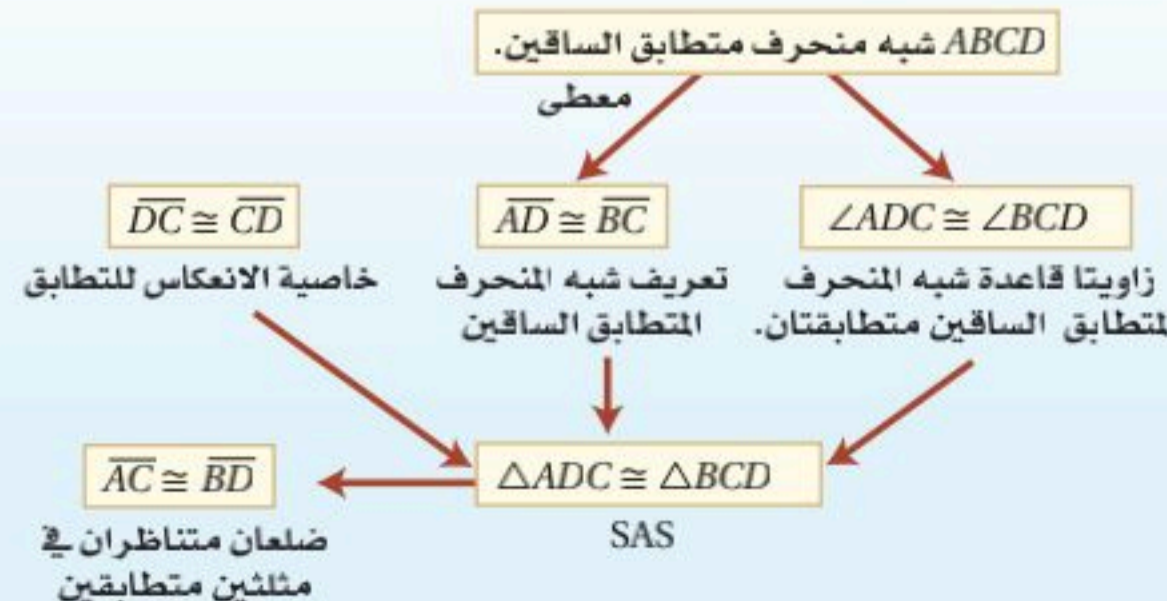 ABCD شبه منحرف متطابق الساقين.
معطى
∠ADC ≅ ∠BCD
زاويتا قاعدة شبه المنحرف
المتطابق الساقين متطابقتان.
AD ≅ BC
تعريف شبه المنحرف
المتطابق الساقين
DC ≅ CD
خاصية الانعكاس للتطابق
△ADC ≅ △BCD
SAS
AC ≅ BD
ضلعان متناظران في
مثلثين متطابقين